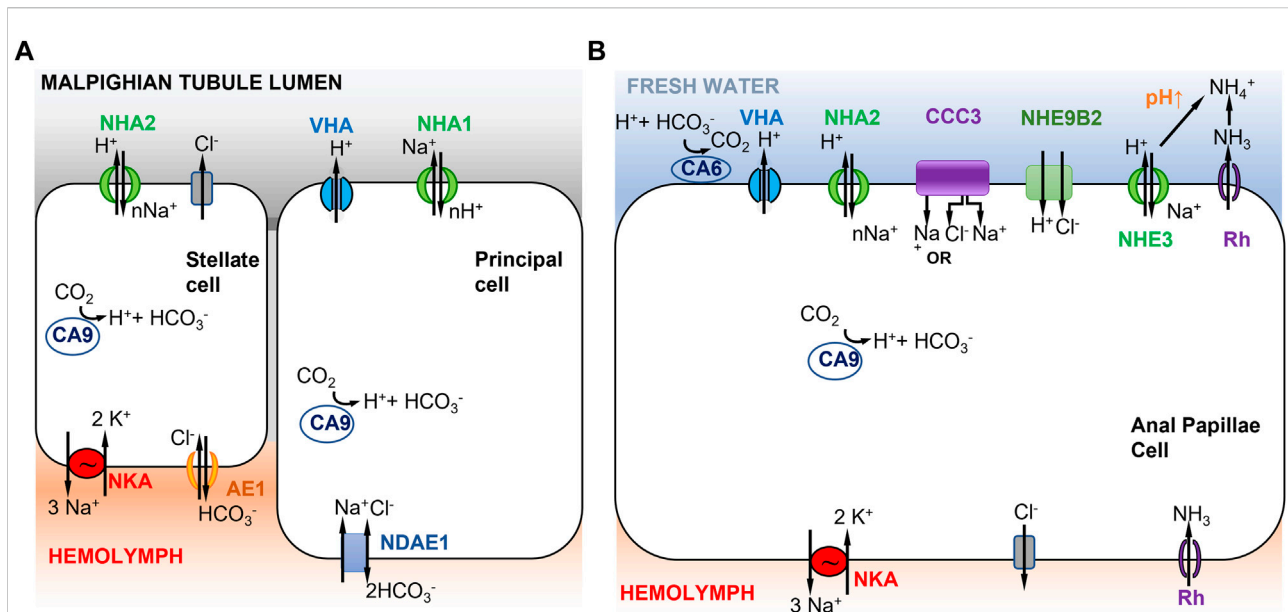 A
MALPIGHIAN TUBULE LUMEN
NHA2
H⁺
Cl⁻
nNa⁺
VHA
H⁺
NHA1
Na⁺
nH⁺
Stellate
cell
Principal
cell
CO₂
CA9
H⁺+ HCO₃⁻
CO₂
CA9
H⁺+ HCO₃⁻
2 K⁺
NKA
3 Na⁺
Cl⁻
AE1
HCO₃⁻
Na⁺Cl⁻
NDAE1
2HCO₃⁻
HEMOLYMPH
B
FRESH WATER
H⁺+ HCO₃⁻
CO₂
CA6
VHA
H⁺
NHA2
H⁺
nNa⁺
CCC3
Na
⁺
Cl⁻
Na⁺
OR
NHE9B2
H⁺
Cl⁻
pH↑
NH₄⁺
NH₃
H⁺
Na⁺
NHE3
Rh
CO₂
CA9
H⁺+ HCO₃⁻
Anal Papillae
Cell
2 K⁺
NKA
3 Na⁺
Cl⁻
NH₃
Rh
HEMOLYMPH